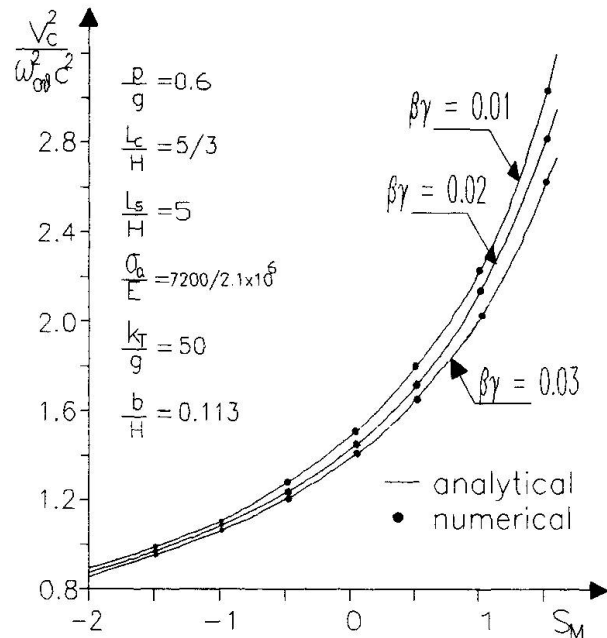 V_c^2
ω_{oϑ}^2 c^2
p/g = 0.6
L_c/H = 5/3
L_s/H = 5
σ_a/E = 7200/2.1x10^6
k_T/g = 50
b/H = 0.113
βγ = 0.01
βγ = 0.02
βγ = 0.03
analytical
numerical
2.8
2.4
2.0
1.6
1.2
0.8
-2
-1
0
1
S_M